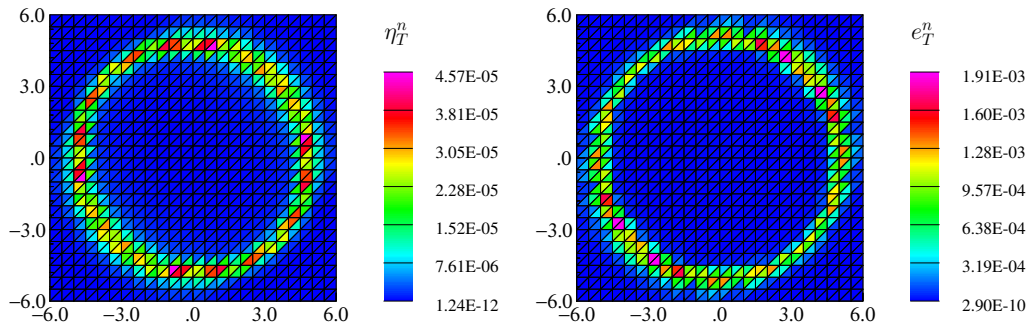 6.0
3.0
.0
−3.0
−6.0
−6.0 −3.0 .0 3.0 6.0
η_T^n
4.57E-05
3.81E-05
3.05E-05
2.28E-05
1.52E-05
7.61E-06
1.24E-12
6.0
3.0
.0
−3.0
−6.0
−6.0 −3.0 .0 3.0 6.0
e_T^n
1.91E-03
1.60E-03
1.28E-03
9.57E-04
6.38E-04
3.19E-04
2.90E-10